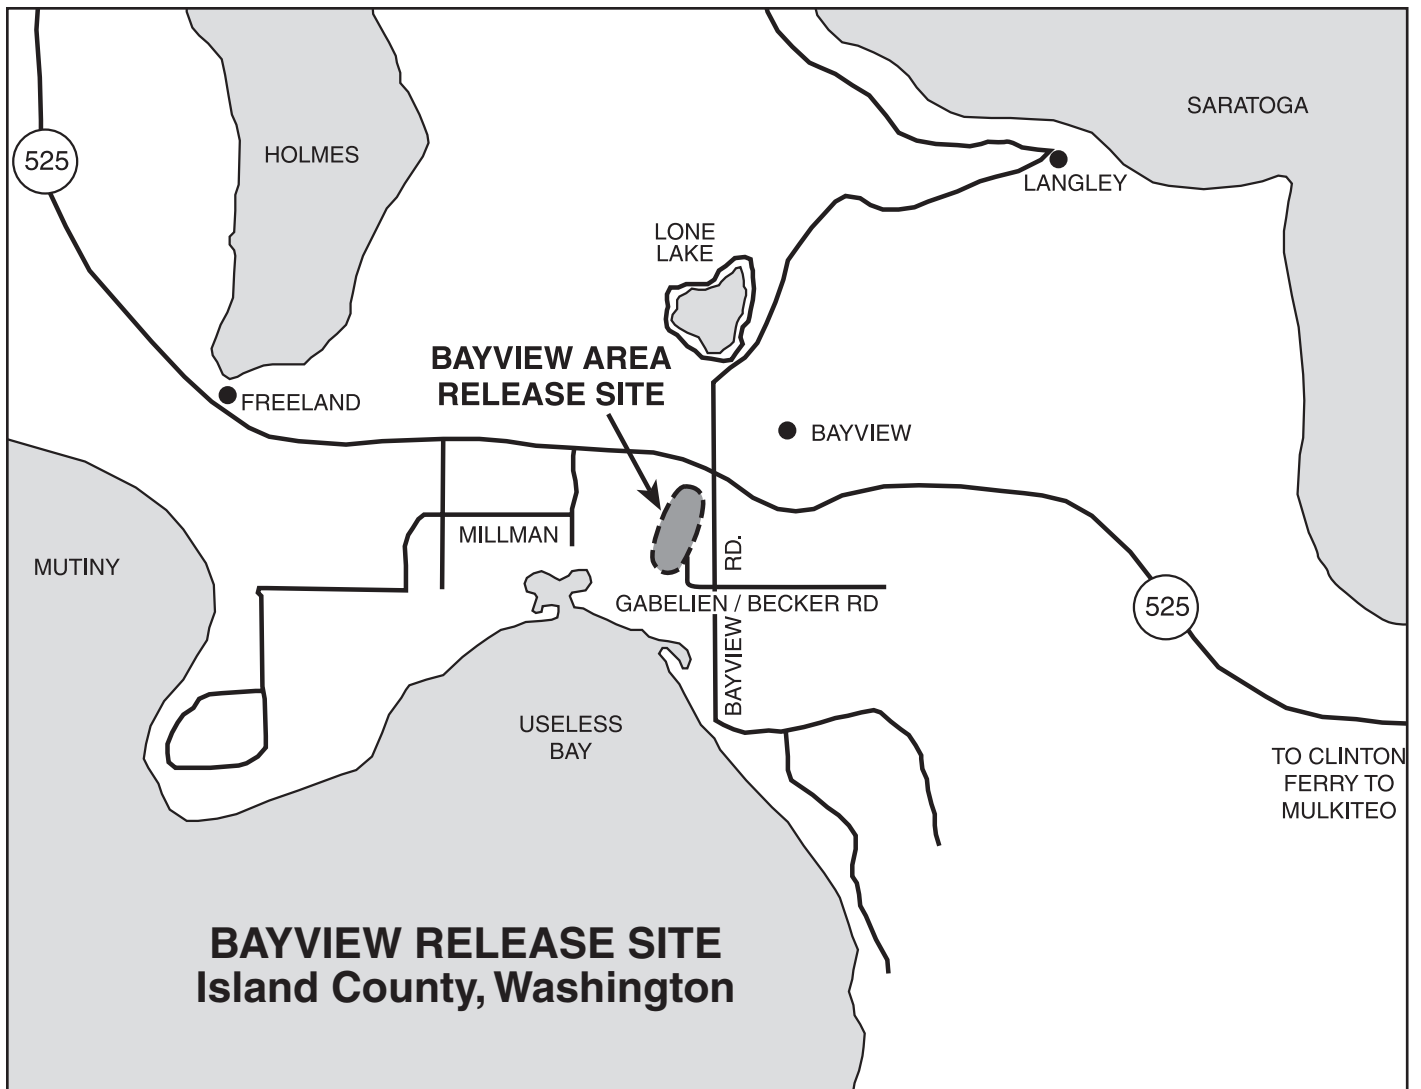 SARATOGA
525
HOLMES
LANGLEY
LONE
LAKE
BAYVIEW AREA
RELEASE SITE
FREELAND
BAYVIEW
MILLMAN
MUTINY
GABELIEN / BECKER RD
BAYVIEW RD.
525
USELESS
BAY
TO CLINTON
FERRY TO
MULKITEO
BAYVIEW RELEASE SITE
Island County, Washington